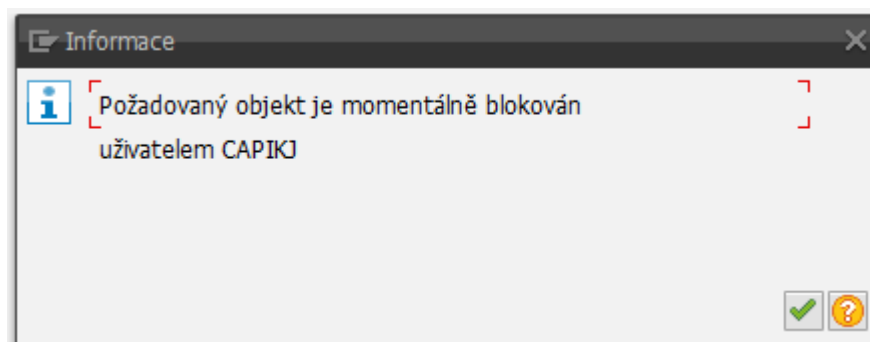 Informace
Požadovaný objekt je momentálně blokován
uživatelem CAPIKJ